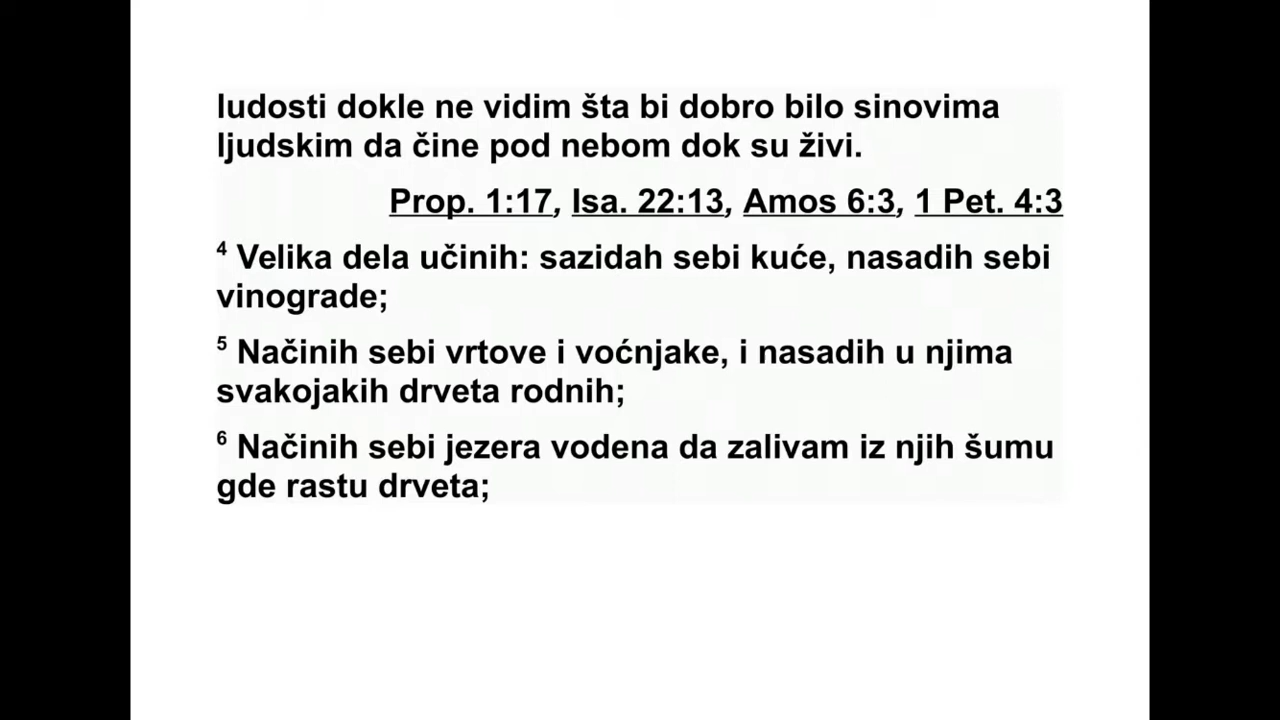 ludosti dokle ne vidim šta bi dobro bilo sinovima
ljudskim da čine pod nebom dok su živi.
Prop. 1:17, Isa. 22:13, Amos 6:3, 1 Pet. 4:3
4 Velika dela učinih: sazidah sebi kuće, nasadih sebi
vinograde;
5 Načinih sebi vrtove i voćnjake, i nasadih u njima
svakojakih drveta rodnih;
6 Načinih sebi jezera vodena da zalivam iz njih šumu
gde rastu drveta;